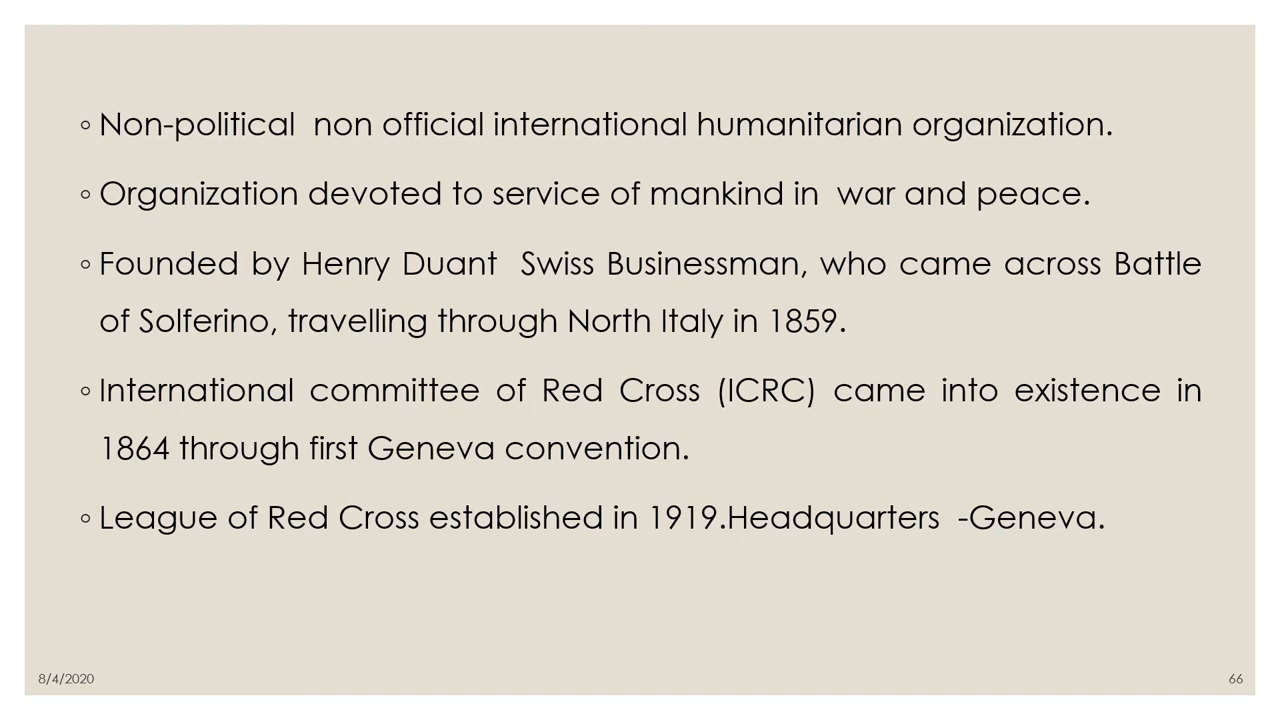 ◦ Non-political  non official international humanitarian organization.
◦ Organization devoted to service of mankind in  war and peace.
◦ Founded by Henry Duant  Swiss Businessman, who came across Battle
of Solferino, travelling through North Italy in 1859.
◦ International committee of Red Cross (ICRC) came into existence in
1864 through first Geneva convention.
◦ League of Red Cross established in 1919.Headquarters  -Geneva.
8/4/2020
66